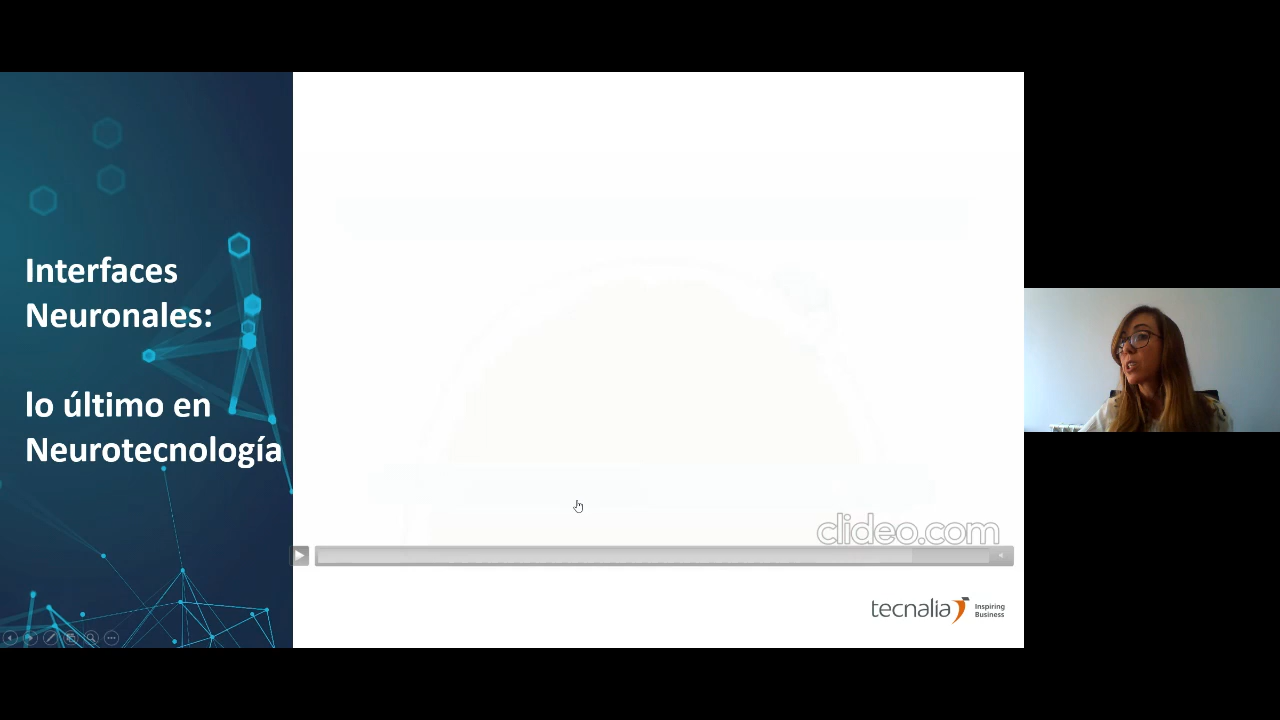 Interfaces
Neuronales:
lo último en
Neurotecnología
clideo.com
tecnalia Inspiring
Business